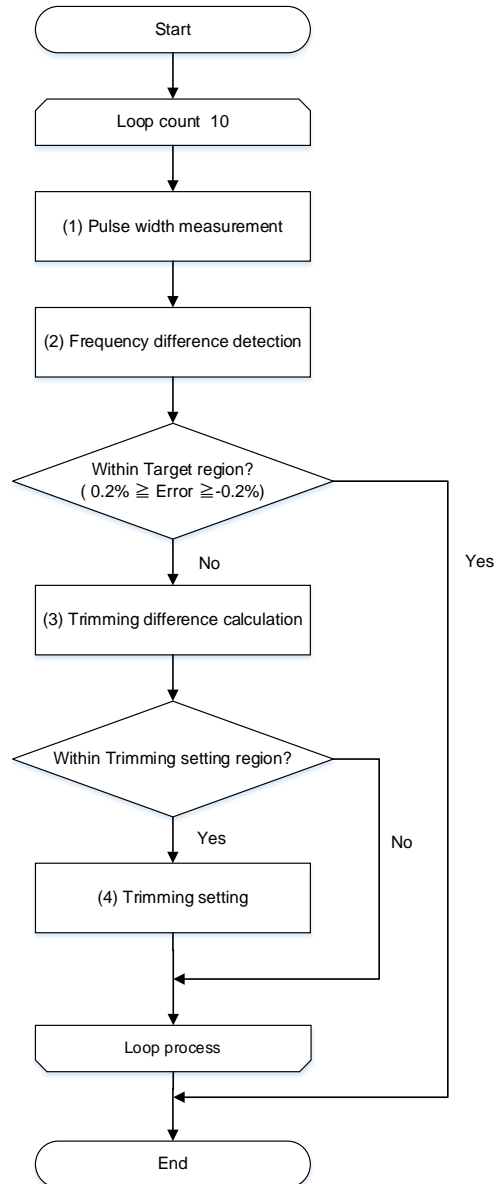 Start
Loop count  10
(1) Pulse width measurement
(2) Frequency difference detection
Within Target region?
( 0.2% ≧ Error ≧-0.2%)
Yes
No
(3) Trimming difference calculation
Within Trimming setting region?
Yes
No
(4) Trimming setting
Loop process
End